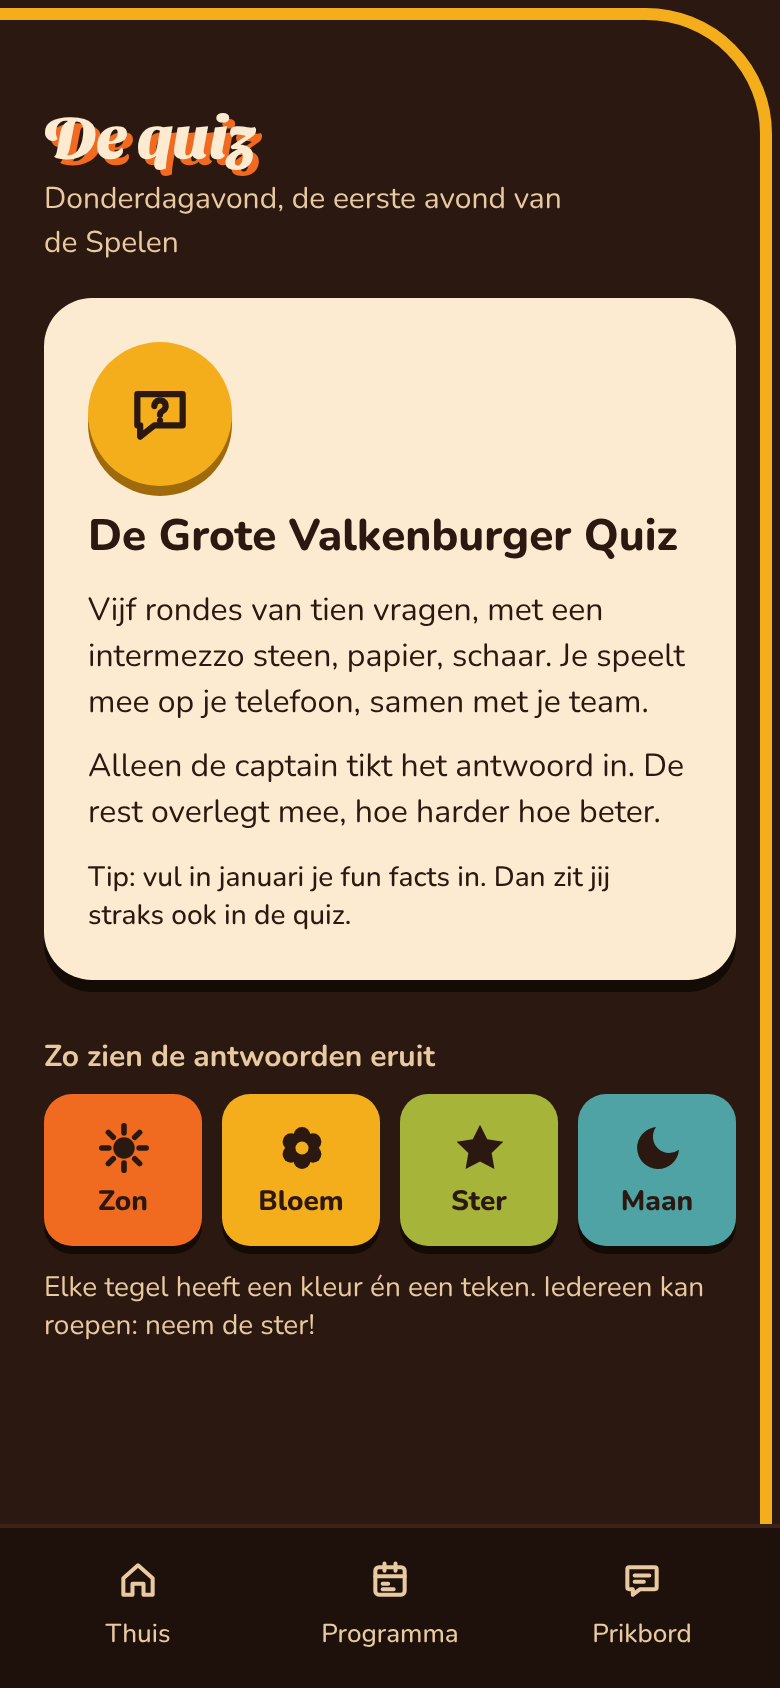 De quiz
Donderdagavond, de eerste avond van
de Spelen
De Grote Valkenburger Quiz
Vijf rondes van tien vragen, met een
intermezzo steen, papier, schaar. Je speelt
mee op je telefoon, samen met je team.
Alleen de captain tikt het antwoord in. De
rest overlegt mee, hoe harder hoe beter.
Tip: vul in januari je fun facts in. Dan zit jij
straks ook in de quiz.
Zo zien de antwoorden eruit
Zon
Bloem
Ster
Maan
Elke tegel heeft een kleur én een teken. Iedereen kan
roepen: neem de ster!
Thuis
Programma
Prikbord